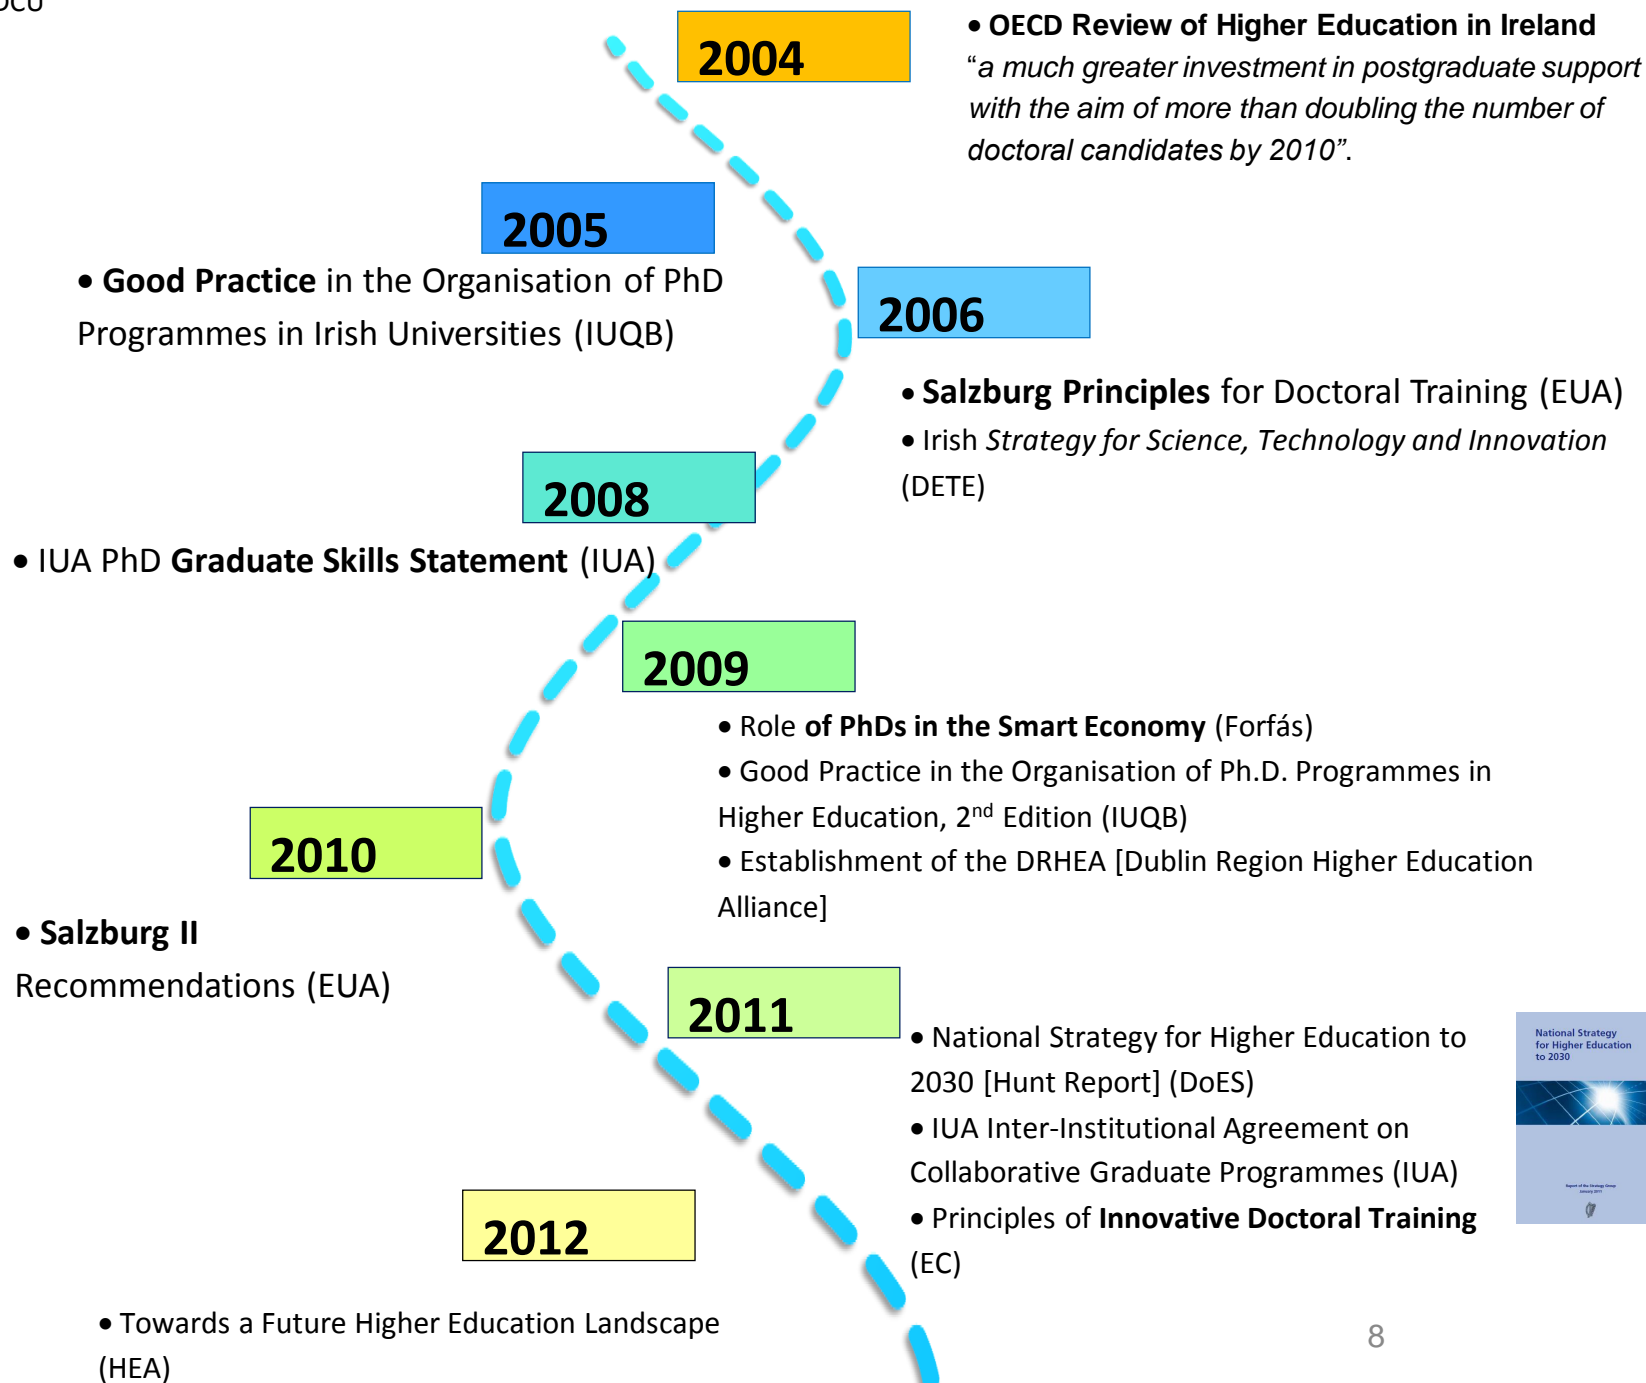 2004
• OECD Review of Higher Education in Ireland
“a much greater investment in postgraduate support
with the aim of more than doubling the number of
doctoral candidates by 2010”.
2005
• Good Practice in the Organisation of PhD
Programmes in Irish Universities (IUQB)
2006
• Salzburg Principles for Doctoral Training (EUA)
• Irish Strategy for Science, Technology and Innovation
(DETE)
2008
• IUA PhD Graduate Skills Statement (IUA)
2009
• Role of PhDs in the Smart Economy (Forfás)
• Good Practice in the Organisation of Ph.D. Programmes in
Higher Education, 2nd Edition (IUQB)
• Establishment of the DRHEA [Dublin Region Higher Education
Alliance]
2010
• Salzburg II
Recommendations (EUA)
2011
• National Strategy for Higher Education to
2030 [Hunt Report] (DoES)
• IUA Inter-Institutional Agreement on
Collaborative Graduate Programmes (IUA)
• Principles of Innovative Doctoral Training
(EC)
National Strategy
for Higher Education
to 2030
Report of the Strategy Group
January 2011
2012
• Towards a Future Higher Education Landscape
(HEA)
8